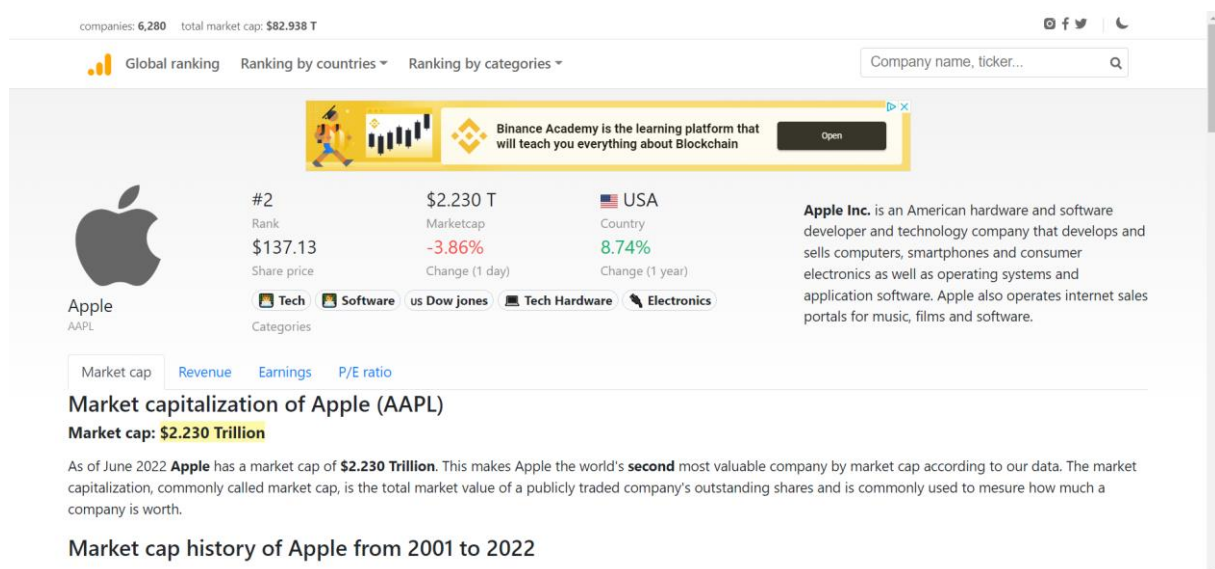 companies: 6,280 total market cap: $82.938 T
Global ranking Ranking by countries Ranking by categories Company name, ticker...
Binance Academy is the learning platform that
will teach you everything about Blockchain
Open
#2 $2.230 T USA
Rank Marketcap Country
$137.13 -3.86% 8.74%
Share price Change (1 day) Change (1 year)
Tech Software US Dow jones Tech Hardware Electronics
Categories
Apple
AAPL
Apple Inc. is an American hardware and software
developer and technology company that develops and
sells computers, smartphones and consumer
electronics as well as operating systems and
application software. Apple also operates internet sales
portals for music, films and software.
Market cap Revenue Earnings P/E ratio
Market capitalization of Apple (AAPL)
Market cap: $2.230 Trillion
As of June 2022 Apple has a market cap of $2.230 Trillion. This makes Apple the world's second most valuable company by market cap according to our data. The market
capitalization, commonly called market cap, is the total market value of a publicly traded company's outstanding shares and is commonly used to mesure how much a
company is worth.
Market cap history of Apple from 2001 to 2022